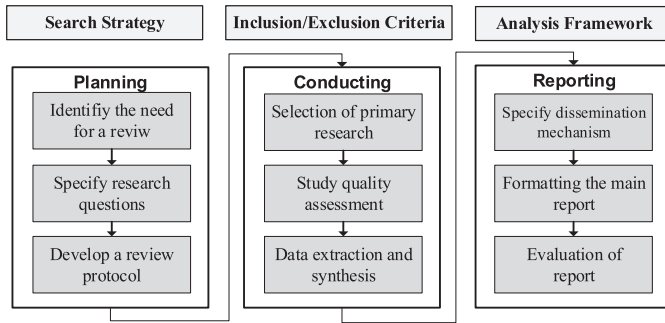 Search Strategy
Inclusion/Exclusion Criteria
Analysis Framework
Planning
Identifiy the need
for a reviw
Specify research
questions
Develop a review
protocol
Conducting
Selection of primary
research
Study quality
assessment
Data extraction and
synthesis
Reporting
Specify dissemination
mechanism
Formatting the main
report
Evaluation of
report